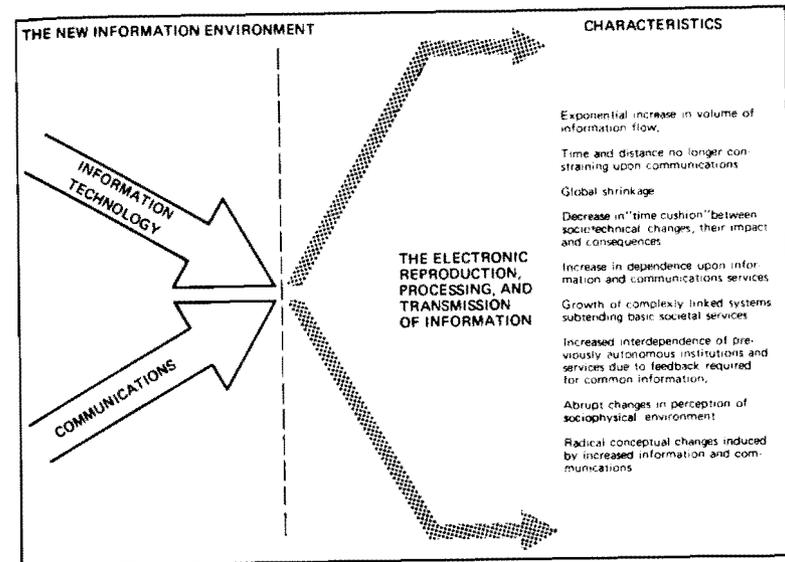 THE NEW INFORMATION ENVIRONMENT
INFORMATION
TECHNOLOGY
COMMUNICATIONS
THE ELECTRONIC
REPRODUCTION,
PROCESSING, AND
TRANSMISSION
OF INFORMATION
CHARACTERISTICS
Exponential increase in volume of
information flow,
Time and distance no longer con-
straining upon communications
Global shrinkage
Decrease in "time cushion" between
societechnical changes, their impact
and consequences
Increase in dependence upon infor-
mation and communications services
Growth of complexly linked systems
subtending basic societal services
Increased interdependence of pre-
viously autonomous institutions and
services due to feedback required
for common information,
Abrupt changes in perception of
sociophysical environment
Radical conceptual changes induced
by increased information and com-
munications